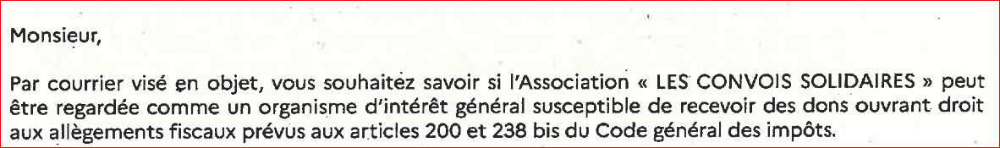 Monsieur,
Par courrier visé en objet, vous souhaitez savoir si l'Association « LES CONVOIS SOLIDAIRES » peut
être regardée comme un organisme d'intérêt général susceptible de recevoir des dons ouvrant droit
aux allègements fiscaux prévus aux articles 200 et 238 bis du Code général des impôts.